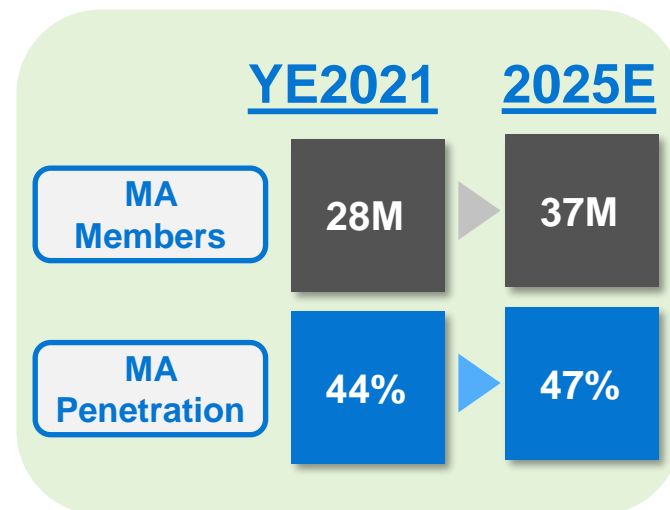 YE2021 2025E
MA
Members
28M 37M
MA
Penetration
44% 47%